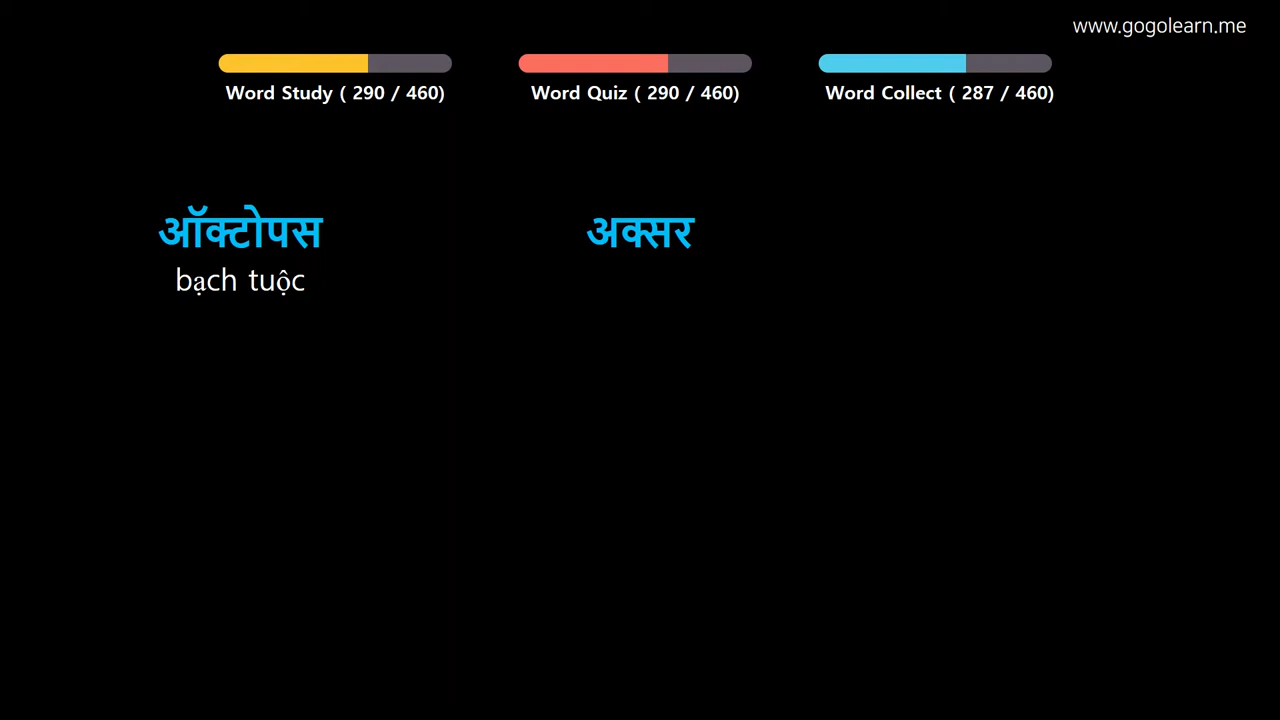 www.gogolearn.me
Word Study ( 290 / 460)
Word Quiz ( 290 / 460)
Word Collect ( 287 / 460)
ऑक्टोपस
bạch tuộc
अक्सर